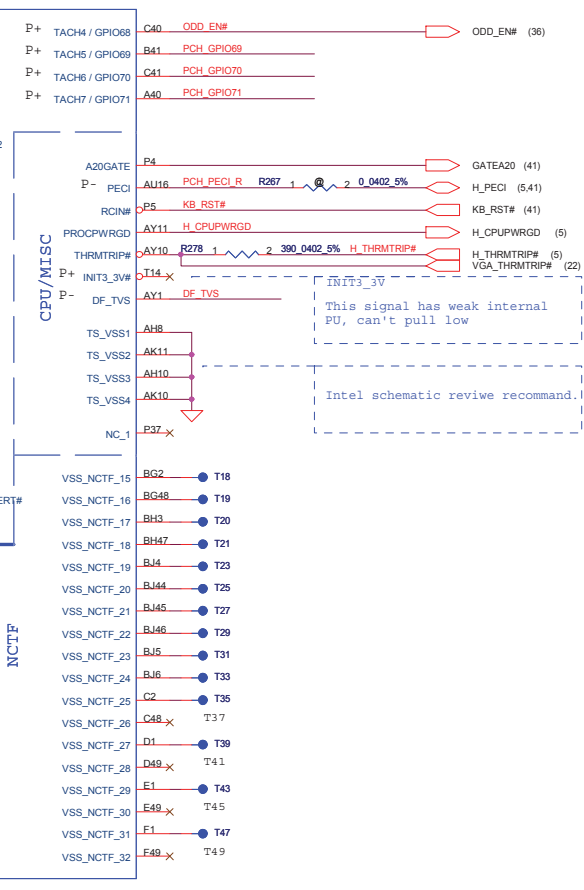 P+ TACH4 / GPIO68 C40 ODD_EN# ODD_EN# (36)
P+ TACH5 / GPIO69 B41 PCH_GPIO69
P+ TACH6 / GPIO70 C41 PCH_GPIO70
P+ TACH7 / GPIO71 A40 PCH_GPIO71
2
CPU/MISC
A20GATE P4 GATEA20 (41)
P- PECI AU16 PCH_PECI_R R267 1 @ 2 0_0402_5% H_PECI (5,41)
RCIN# P5 KB_RST# KB_RST# (41)
PROCPWRGD AY11 H_CPUPWRGD H_CPUPWRGD (5)
THRMTRIP# AY10 R278 1 2 390_0402_5% H_THRMTRIP# H_THRMTRIP# (5)
VGA_THRMTRIP# (22)
P+ INIT3_3V# T14
INIT3_3V
This signal has weak internal
PU, can't pull low
P- DF_TVS AY1 DF_TVS
TS_VSS1 AH8
TS_VSS2 AK11
TS_VSS3 AH10
TS_VSS4 AK10
Intel schematic reviwe recommand.
NC_1 P37
ERT#
NCTF
VSS_NCTF_15 BG2 T18
VSS_NCTF_16 BG48 T19
VSS_NCTF_17 BH3 T20
VSS_NCTF_18 BH47 T21
VSS_NCTF_19 BJ4 T23
VSS_NCTF_20 BJ44 T25
VSS_NCTF_21 BJ45 T27
VSS_NCTF_22 BJ46 T29
VSS_NCTF_23 BJ5 T31
VSS_NCTF_24 BJ6 T33
VSS_NCTF_25 C2 T35
VSS_NCTF_26 C48 T37
VSS_NCTF_27 D1 T39
VSS_NCTF_28 D49 T41
VSS_NCTF_29 E1 T43
VSS_NCTF_30 E49 T45
VSS_NCTF_31 F1 T47
VSS_NCTF_32 F49 T49